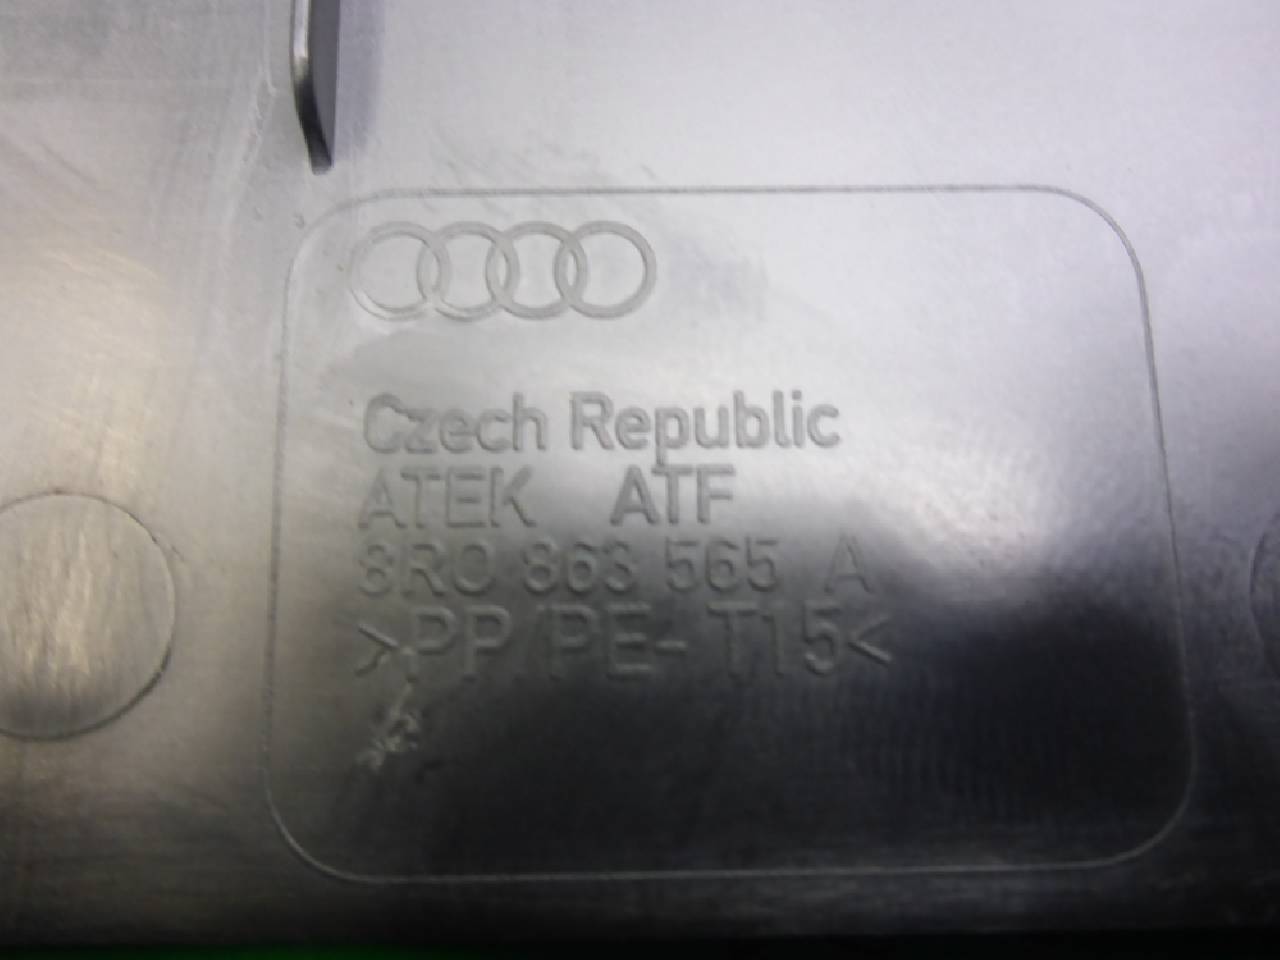 Czech Republic
ATEK ATF
8R0 863 565 A
>PP/PE-T15<